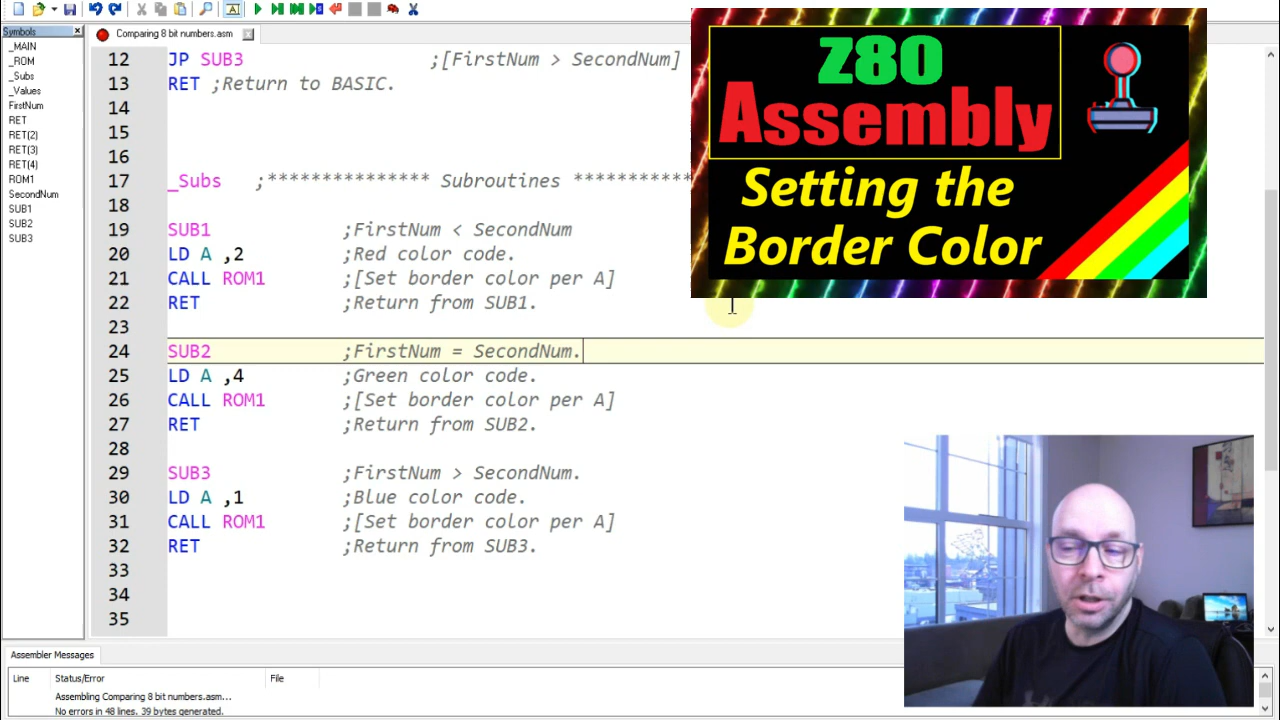 Symbols
_MAIN
_ROM
_Subs
_Values
FirstNum
RET
RET(2)
RET(3)
RET(4)
ROM1
SecondNum
SUB1
SUB2
SUB3
Comparing 8 bit numbers.asm
12 JP SUB3 ;[FirstNum > SecondNum]
13 RET ;Return to BASIC.
14
15
16
17 _Subs ;*************** Subroutines ***********
18
19 SUB1 ;FirstNum < SecondNum
20 LD A ,2 ;Red color code.
21 CALL ROM1 ;[Set border color per A]
22 RET ;Return from SUB1.
23
24 SUB2 ;FirstNum = SecondNum.
25 LD A ,4 ;Green color code.
26 CALL ROM1 ;[Set border color per A]
27 RET ;Return from SUB2.
28
29 SUB3 ;FirstNum > SecondNum.
30 LD A ,1 ;Blue color code.
31 CALL ROM1 ;[Set border color per A]
32 RET ;Return from SUB3.
33
34
35
Z80
Assembly
Setting the
Border Color
Assembler Messages
Line Status/Error File
Assembling Comparing 8 bit numbers.asm...
No errors in 48 lines. 39 bytes generated.